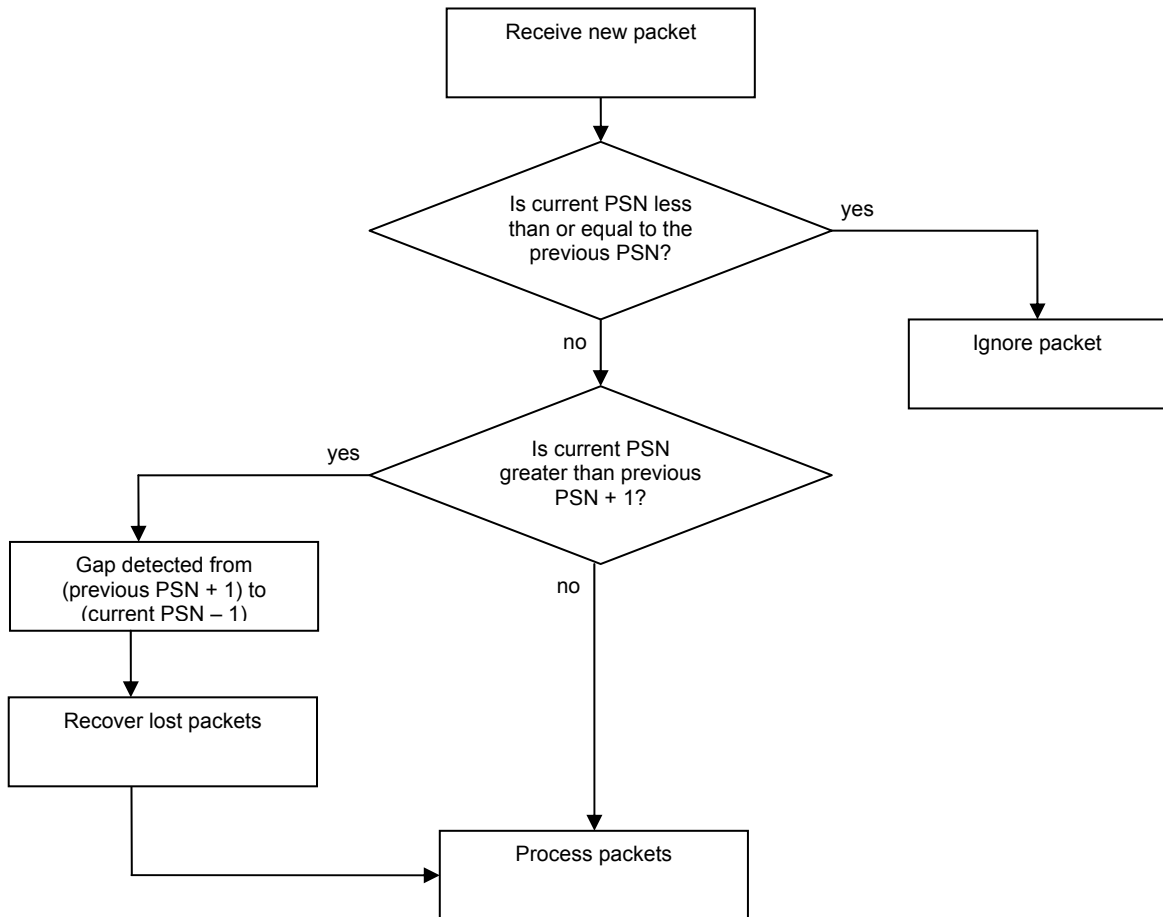 Receive new packet
Is current PSN less
than or equal to the
previous PSN?
yes
no
Ignore packet
Is current PSN
greater than previous
PSN + 1?
yes
no
Gap detected from
(previous PSN + 1) to
(current PSN – 1)
Recover lost packets
Process packets